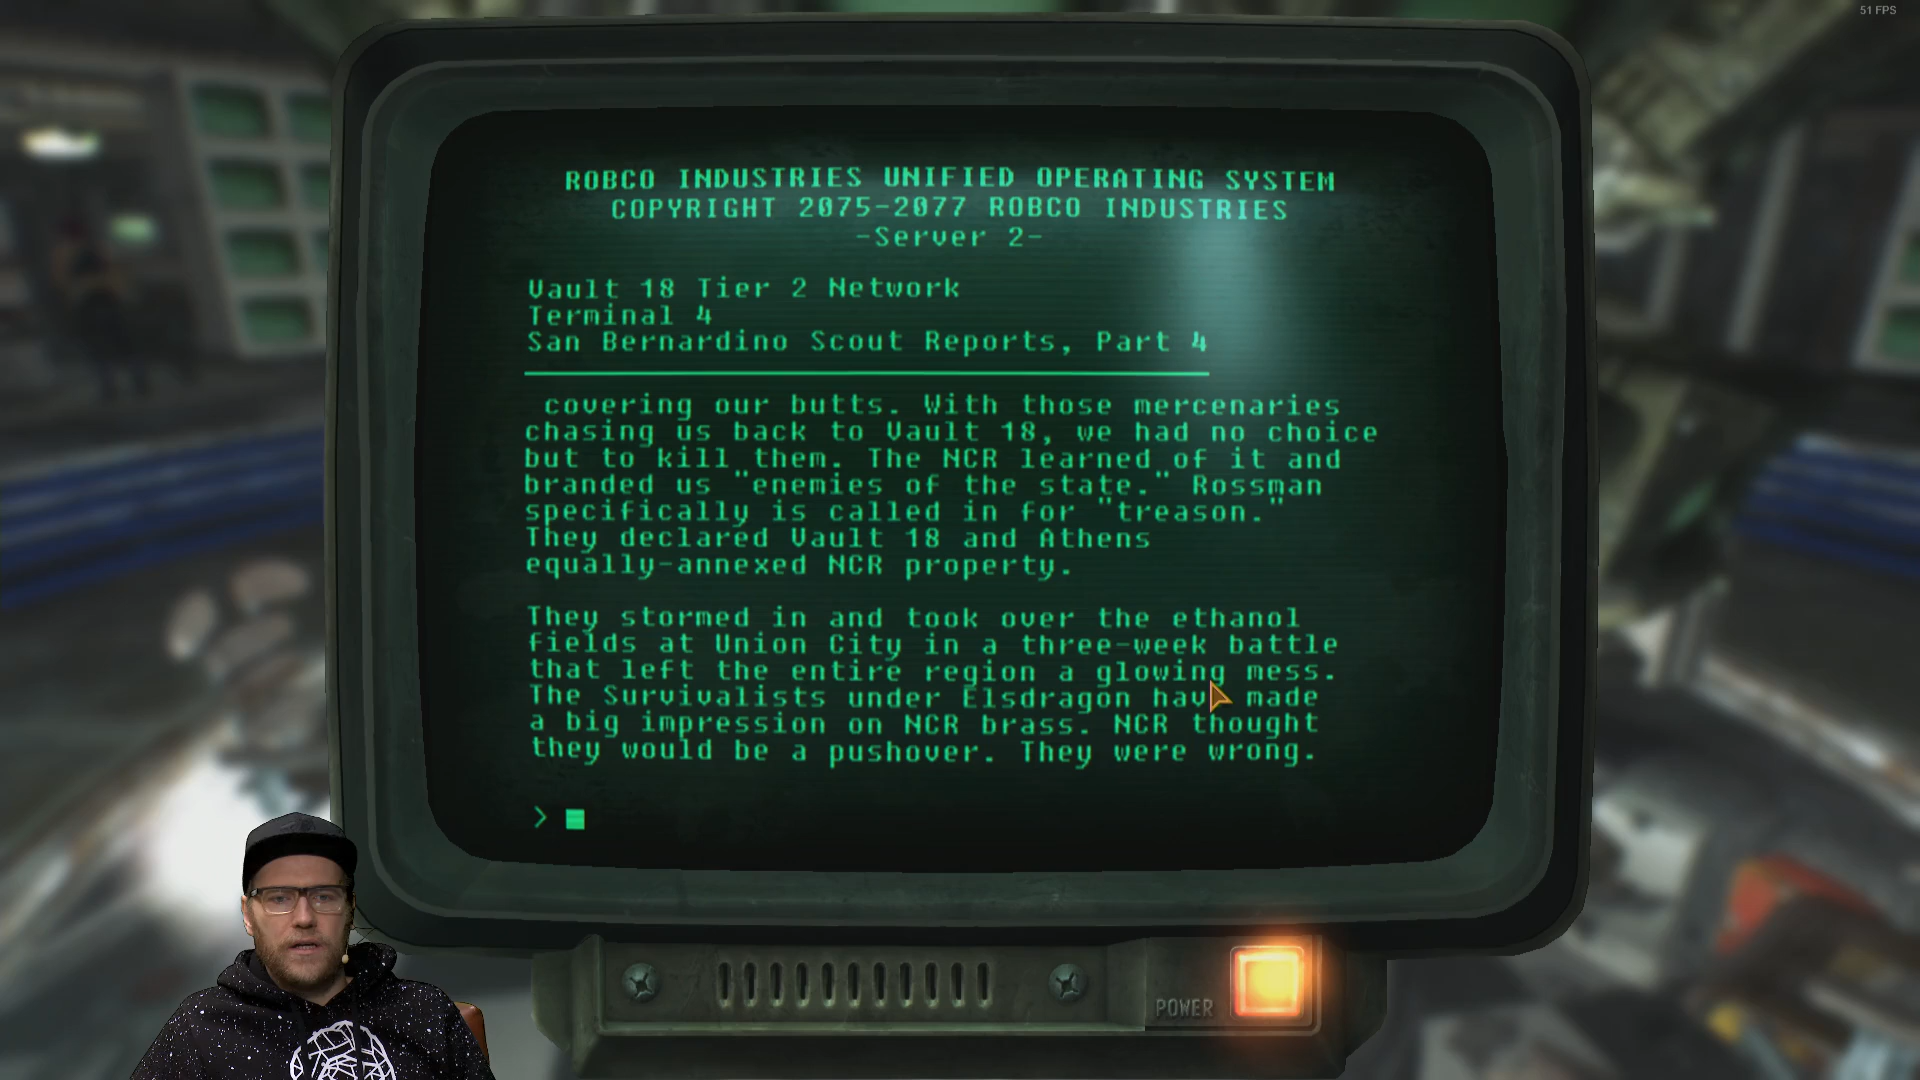 51 FPS
ROBCO INDUSTRIES UNIFIED OPERATING SYSTEM
COPYRIGHT 2075-2077 ROBCO INDUSTRIES
-Server 2-
Vault 18 Tier 2 Network
Terminal 4
San Bernardino Scout Reports, Part 4
covering our butts. With those mercenaries
chasing us back to Vault 18, we had no choice
but to kill them. The NCR learned of it and
branded us "enemies of the state." Rossman
specifically is called in for "treason."
They declared Vault 18 and Athens
equally-annexed NCR property.
They stormed in and took over the ethanol
fields at Union City in a three-week battle
that left the entire region a glowing mess.
The Survivalists under Elsdragon have made
a big impression on NCR brass. NCR thought
they would be a pushover. They were wrong.
>
POWER